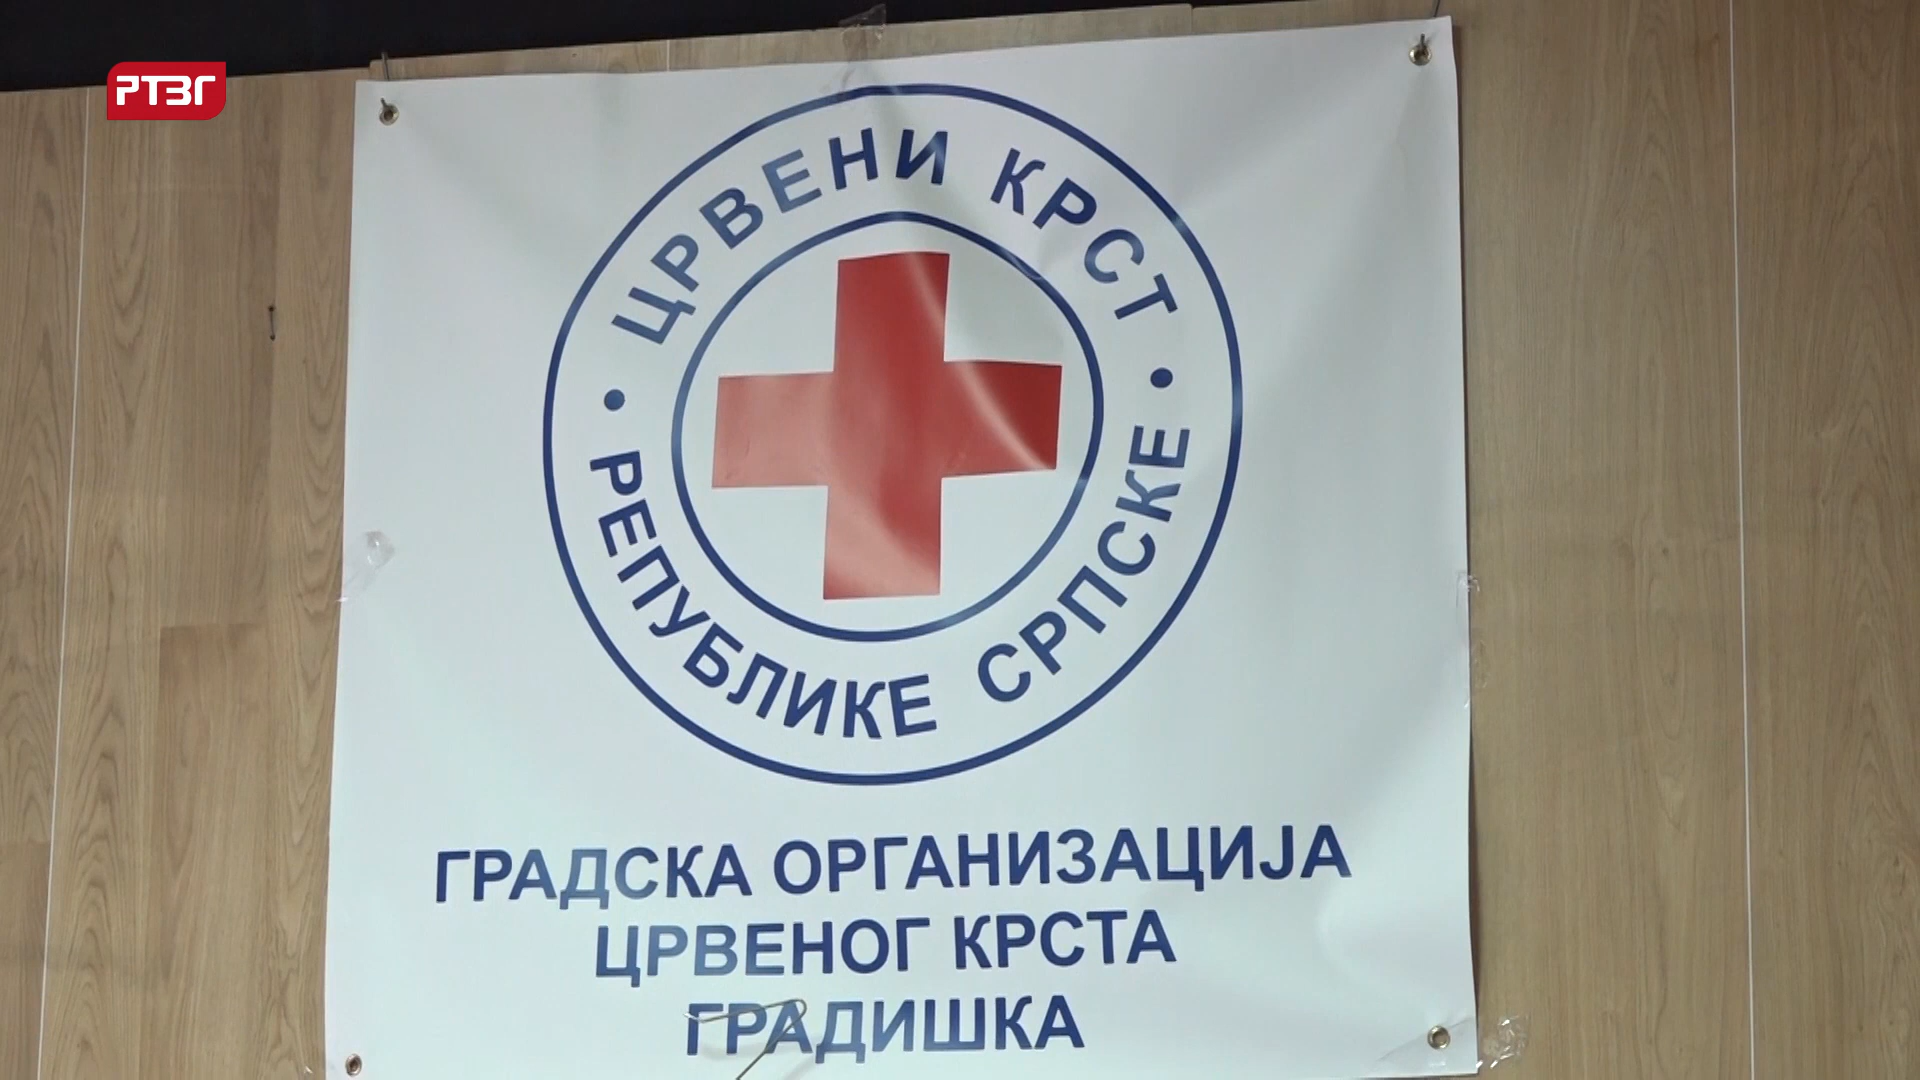 РТВГ
ЦРВЕНИ КРСТ
• РЕПУБЛИКЕ СРПСКЕ •
ГРАДСКА ОРГАНИЗАЦИЈА
ЦРВЕНОГ КРСТА
ГРАДИШКА